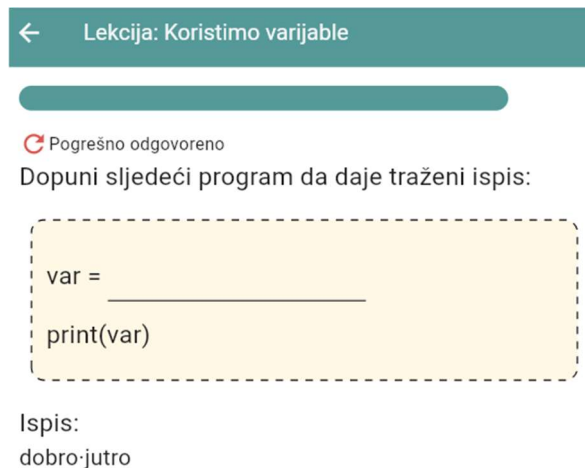 Lekcija: Koristimo varijable
Pogrešno odgovoreno
Dopuni sljedeći program da daje traženi ispis:
var =
print(var)
Ispis:
dobro·jutro